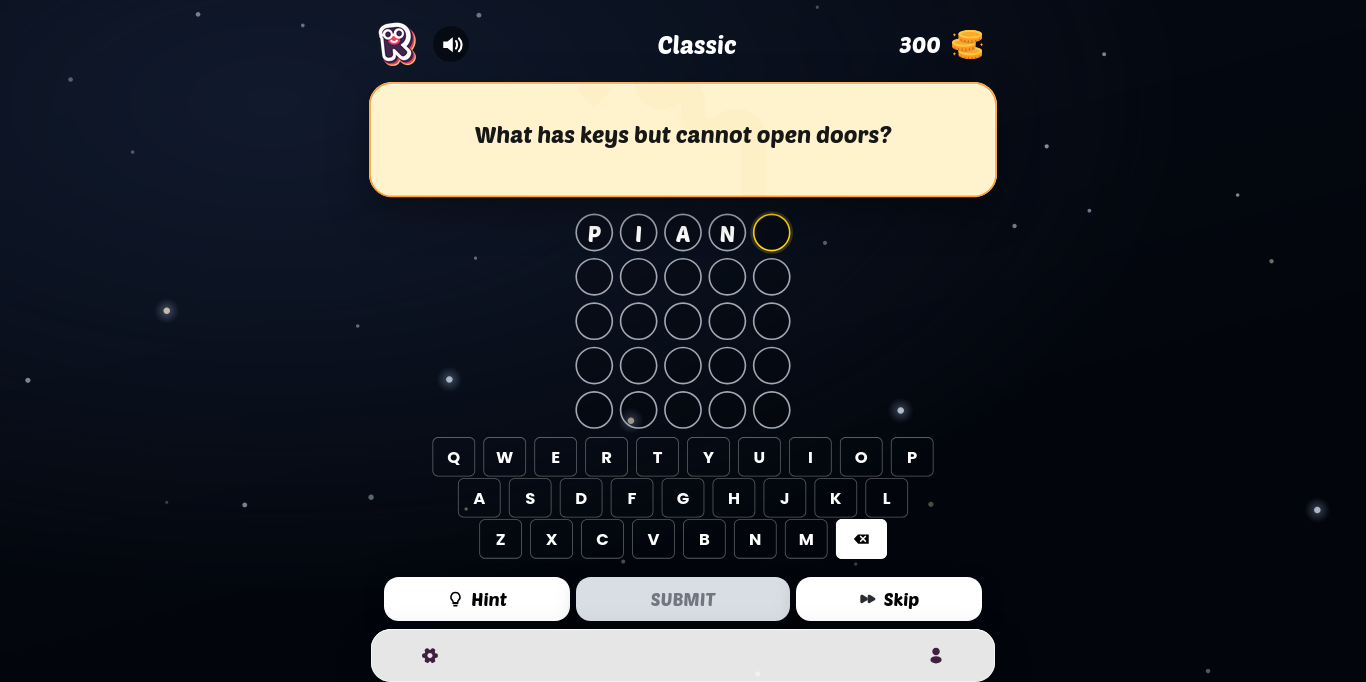 R
Classic
300
What has keys but cannot open doors?
P I A N
Q W E R T Y U I O P
A S D F G H J K L
Z X C V B N M
Hint
SUBMIT
Skip